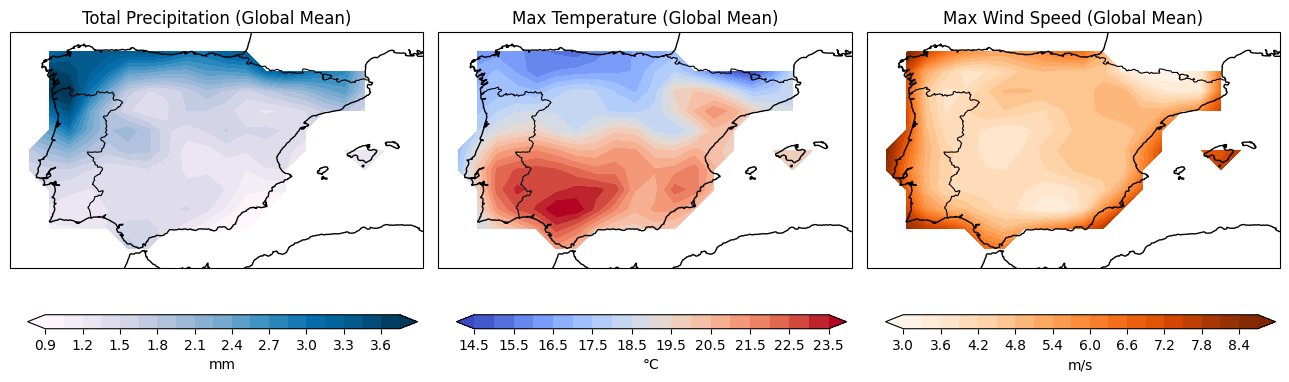 Total Precipitation (Global Mean)
Max Temperature (Global Mean)
Max Wind Speed (Global Mean)
0.9 1.2 1.5 1.8 2.1 2.4 2.7 3.0 3.3 3.6
mm
14.5 15.5 16.5 17.5 18.5 19.5 20.5 21.5 22.5 23.5
°C
3.0 3.6 4.2 4.8 5.4 6.0 6.6 7.2 7.8 8.4
m/s